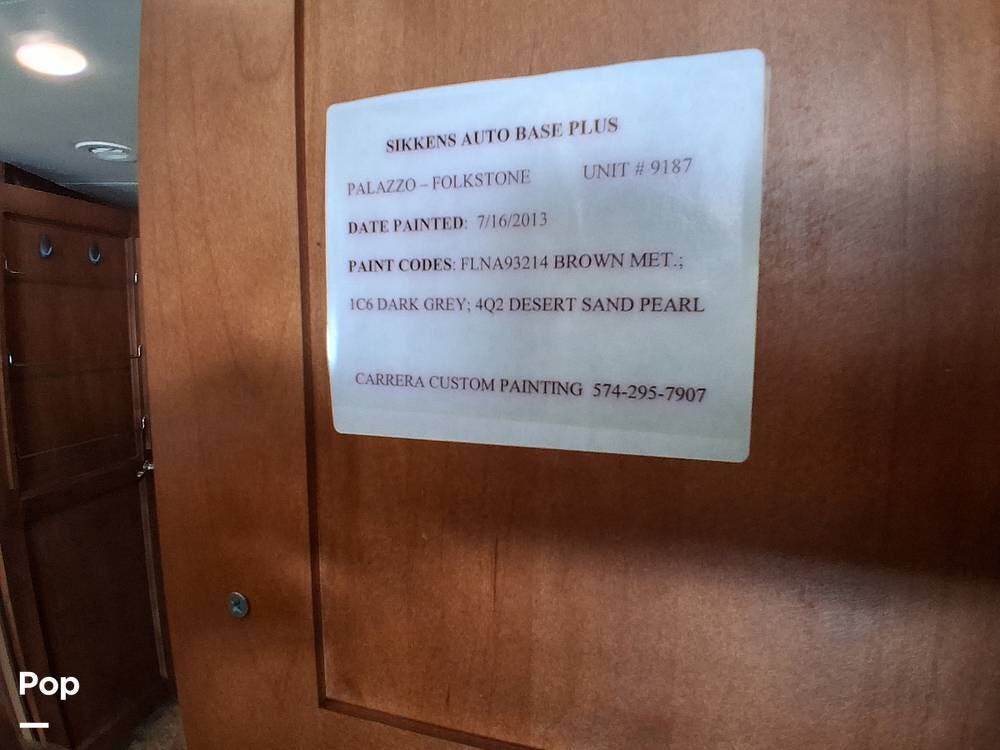 SIKKENS AUTO BASE PLUS
PALAZZO – FOLKSTONE UNIT # 9187
DATE PAINTED: 7/16/2013
PAINT CODES: FLNA93214 BROWN MET.;
1C6 DARK GREY; 4Q2 DESERT SAND PEARL
CARRERA CUSTOM PAINTING 574-295-7907
Pop